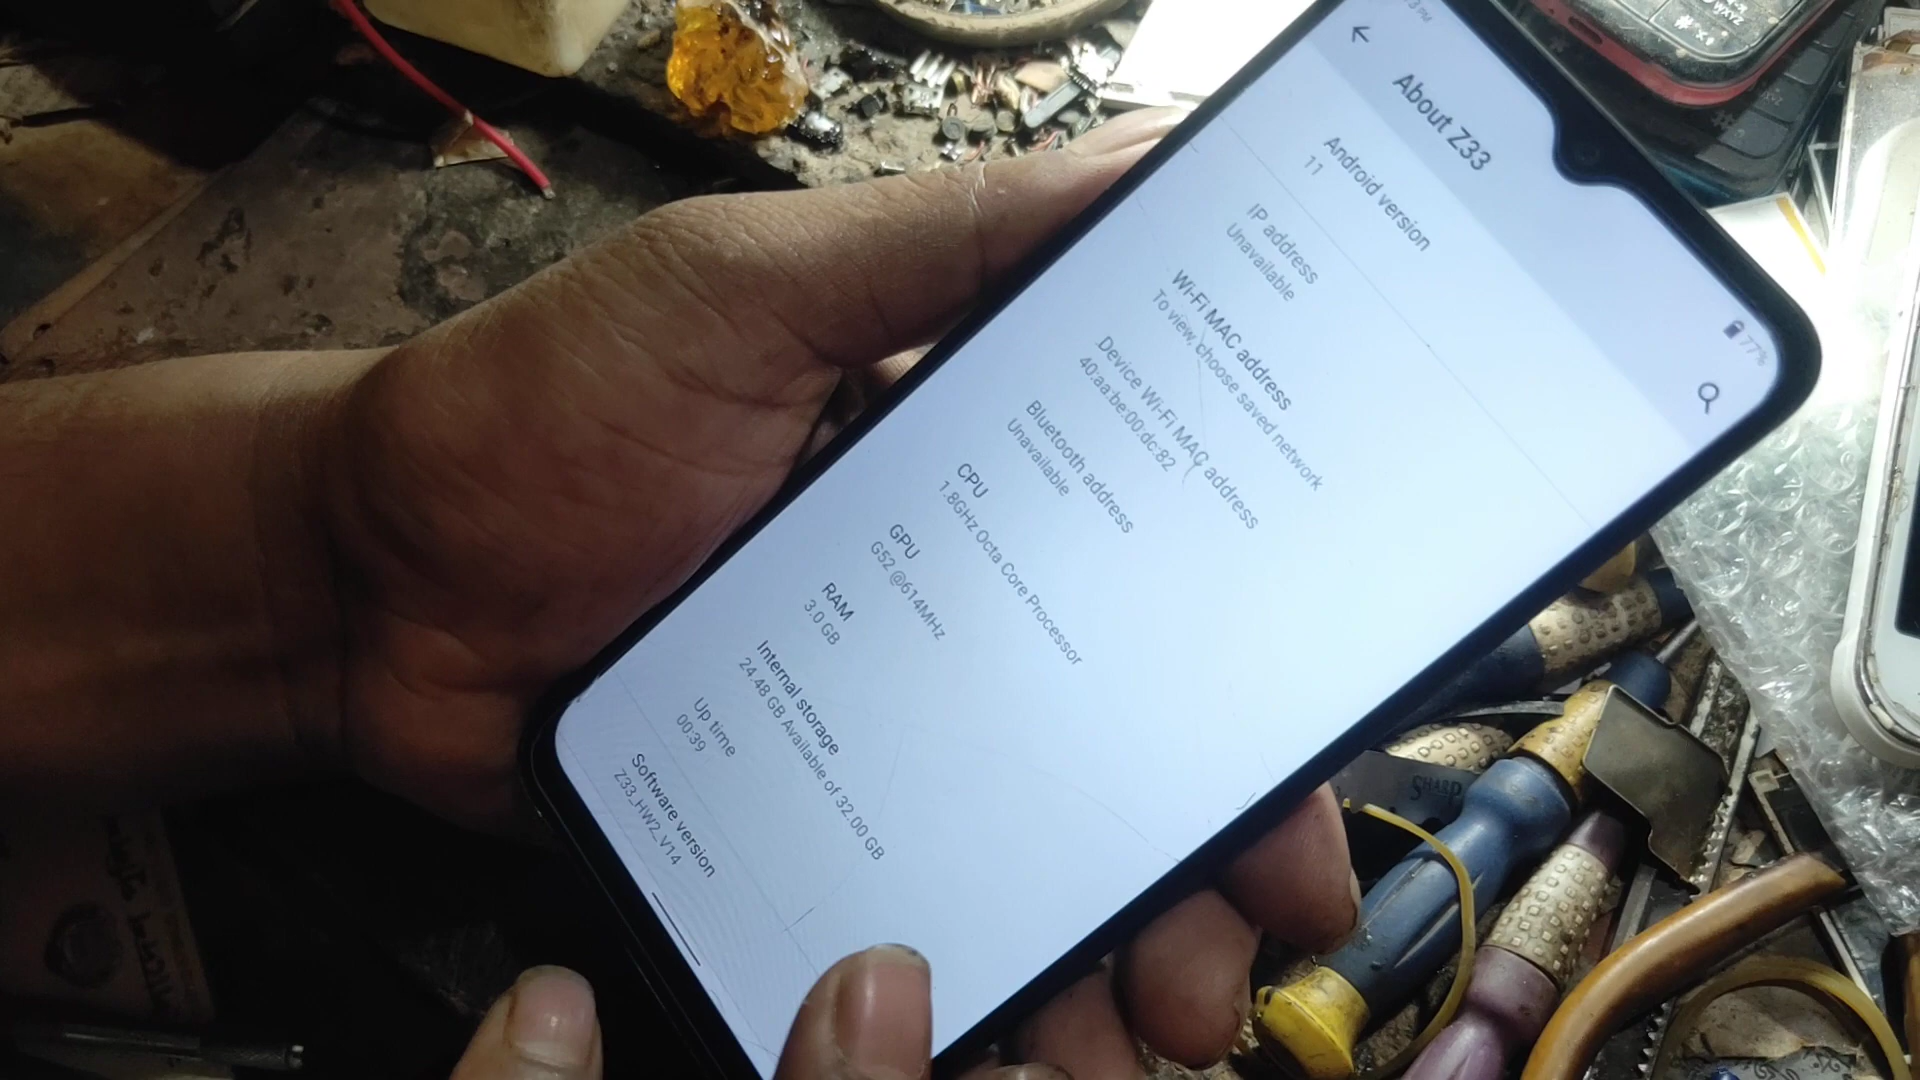 About Z33
77%
Android version
11
IP address
Unavailable
Wi-Fi MAC address
To view, choose saved network
Device Wi-Fi MAC address
40:aa:be:00:dc:82
Bluetooth address
Unavailable
CPU
1.8GHz Octa Core Processor
GPU
G52 @614MHz
RAM
3.0 GB
Internal storage
24.48 GB Available of 32.00 GB
Up time
00:39
Software version
Z33_HW2_V14
SHARP
WXYZ